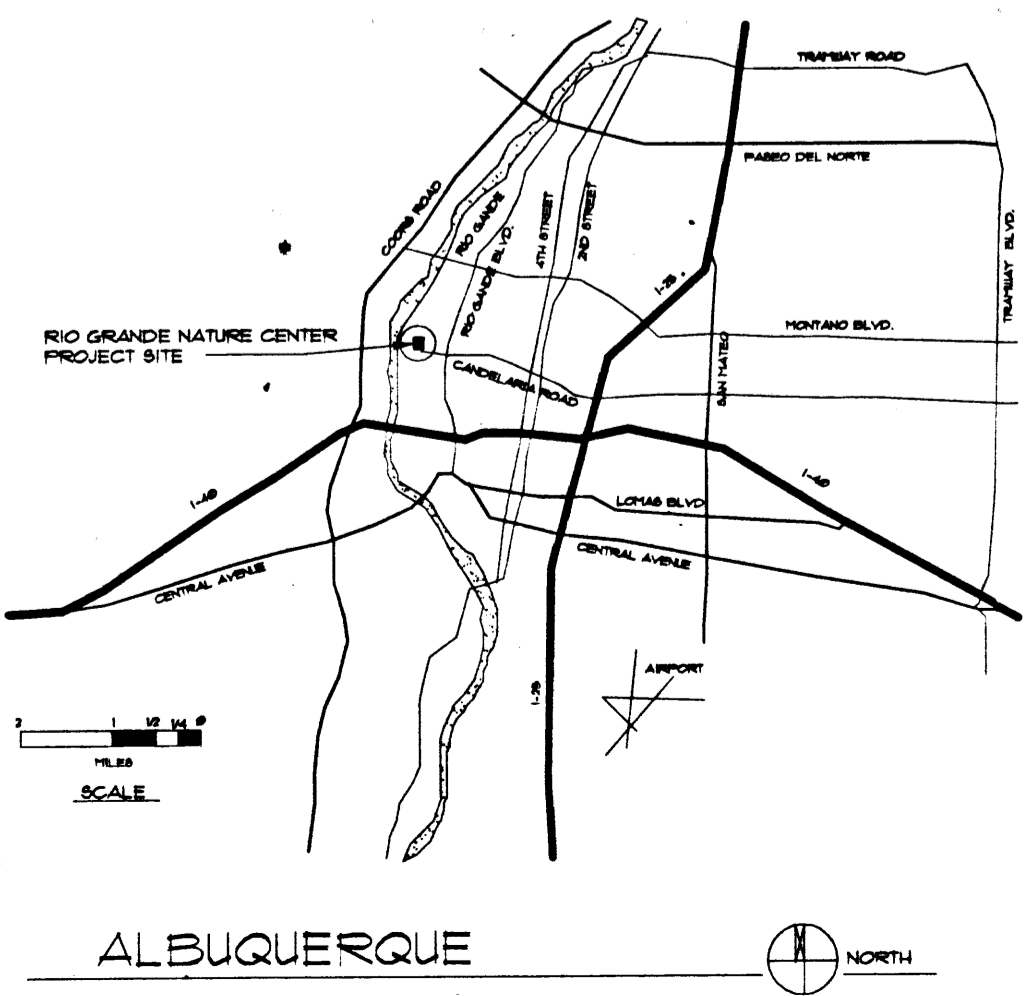 TRAMWAY ROAD
PASEO DEL NORTE
COORS ROAD
RIO GANDE
RIO GANDE BLVD.
4TH STREET
2ND STREET
TRAMWAY BLVD.
I-25
MONTANO BLVD.
RIO GRANDE NATURE CENTER
PROJECT SITE
SAN MATEO
CANDELARIA ROAD
I-40
I-40
LOMAS BLVD
CENTRAL AVENUE
CENTRAL AVENUE
AIRPORT
I-25
2 1 1/2 1/4 0
MILES
SCALE
ALBUQUERQUE
N
NORTH